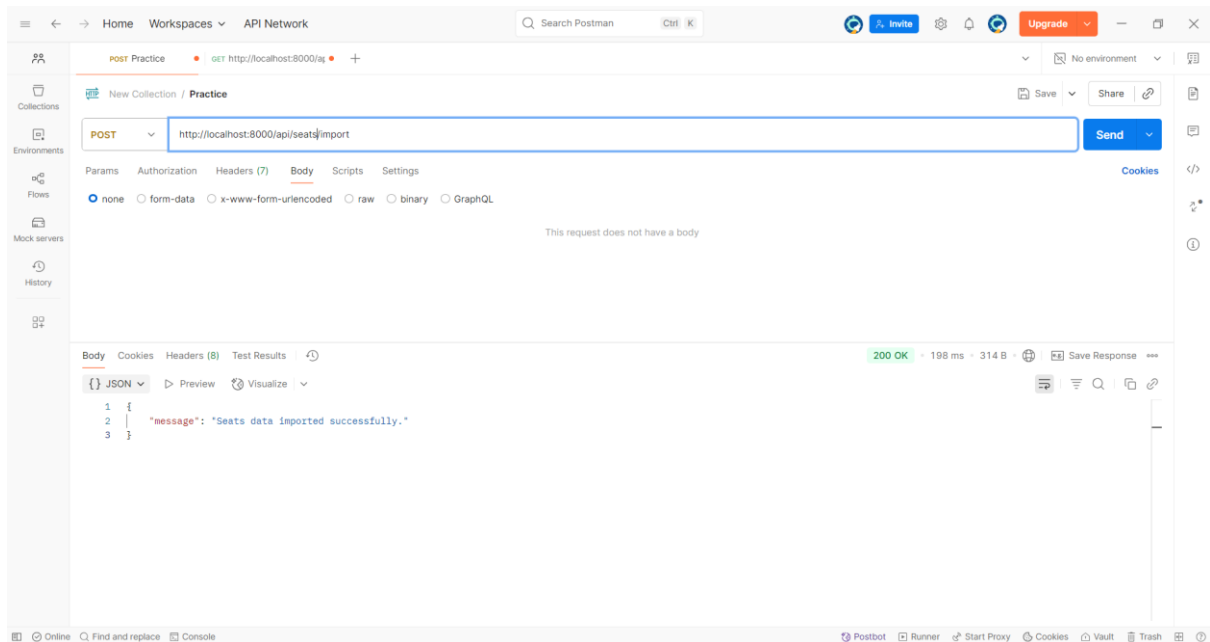 Home Workspaces API Network Search Postman Ctrl K Invite Upgrade
POST Practice GET http://localhost:8000/ap No environment
New Collection / Practice Save Share
Collections
POST http://localhost:8000/api/seats/import Send
Environments
Params Authorization Headers (7) Body Scripts Settings Cookies
Flows
none form-data x-www-form-urlencoded raw binary GraphQL
Mock servers
This request does not have a body
History
Body Cookies Headers (8) Test Results 200 OK 198 ms 314 B Save Response
{} JSON Preview Visualize
1 {
2 "message": "Seats data imported successfully."
3 }
Online Find and replace Console Postbot Runner Start Proxy Cookies Vault Trash